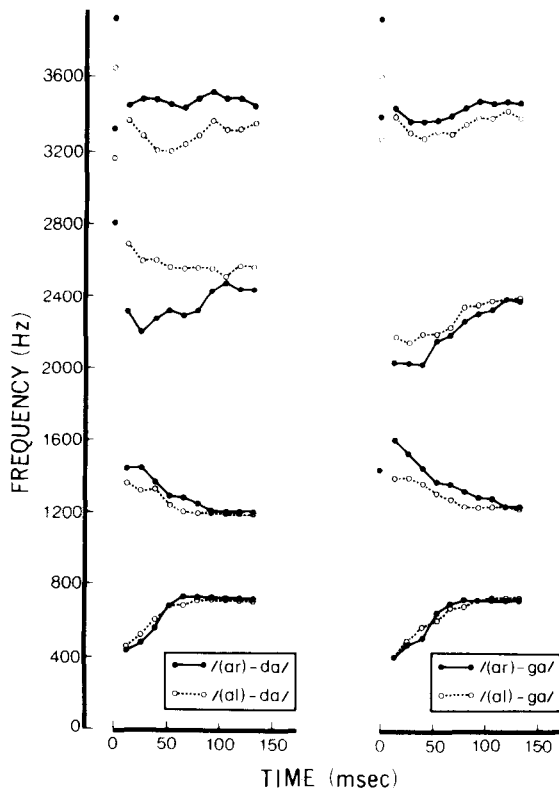 FREQUENCY (Hz)
3600
3200
2800
2400
2000
1600
1200
800
400
0
/(ar)-da/
/(al)-da/
/(ar)-ga/
/(al)-ga/
0 50 100 150
0 50 100 150
TIME (msec)